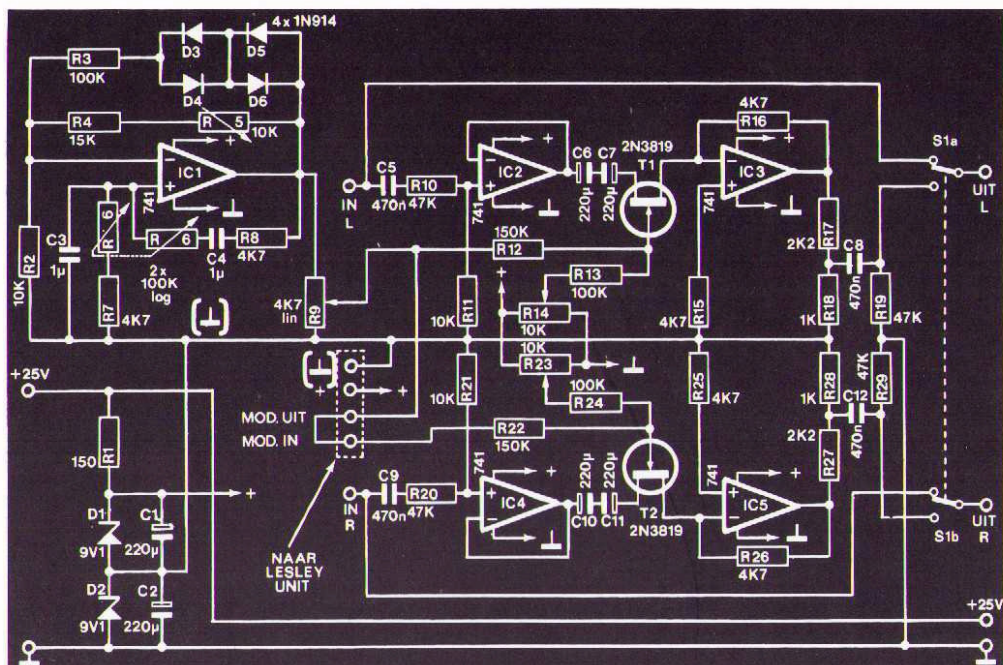 4 x 1N914
D3
D5
R3
100K
D4
D6
R4
15K
R 5
10K
4K7
R16
IC1
741
+
2N3819
T1
C6
C7
220µ
220µ
IC2
741
IC3
741
S1a
UIT
L
C5
470n
R10
47K
IN
L
R 6
C3
1µ
R 6
C4
1µ
R8
4K7
2 x
100K
log
R2
10K
R7
4K7
150K
R12
R13
100K
R17
2K2
C8
470n
R9
4K7
lin
R11
10K
R14
10K
R15
4K7
R18
1K
R19
47K
+25V
10K
R23
R21
10K
R24
100K
R25
4K7
R28
1K
47K
R29
C12
470n
2K2
R27
MOD. UIT
MOD. IN
R22
150K
R1
150
IN
R
C9
470n
R20
47K
741
IC4
220µ
220µ
C10
C11
T2
2N3819
741
IC5
R26
4K7
S1b
UIT
R
NAAR
LESLEY
UNIT
D1
9V1
C1
220µ
D2
9V1
C2
220µ
+25V